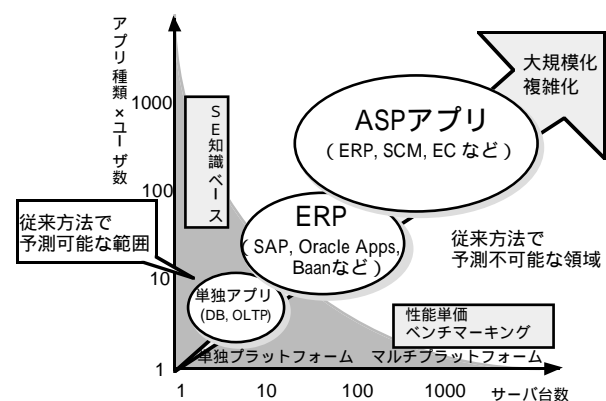 アプリ種類×ユーザ数
1000
100
10
1
SE知識ベース
大規模化
複雑化
ASPアプリ
(ERP, SCM, EC など)
ERP
(SAP, Oracle Apps,
Baanなど)
従来方法で
予測可能な範囲
従来方法で
予測不可能な領域
単独アプリ
(DB, OLTP)
性能単価
ベンチマーキング
単独プラットフォーム マルチプラットフォーム
1 10 100 1000 サーバ台数